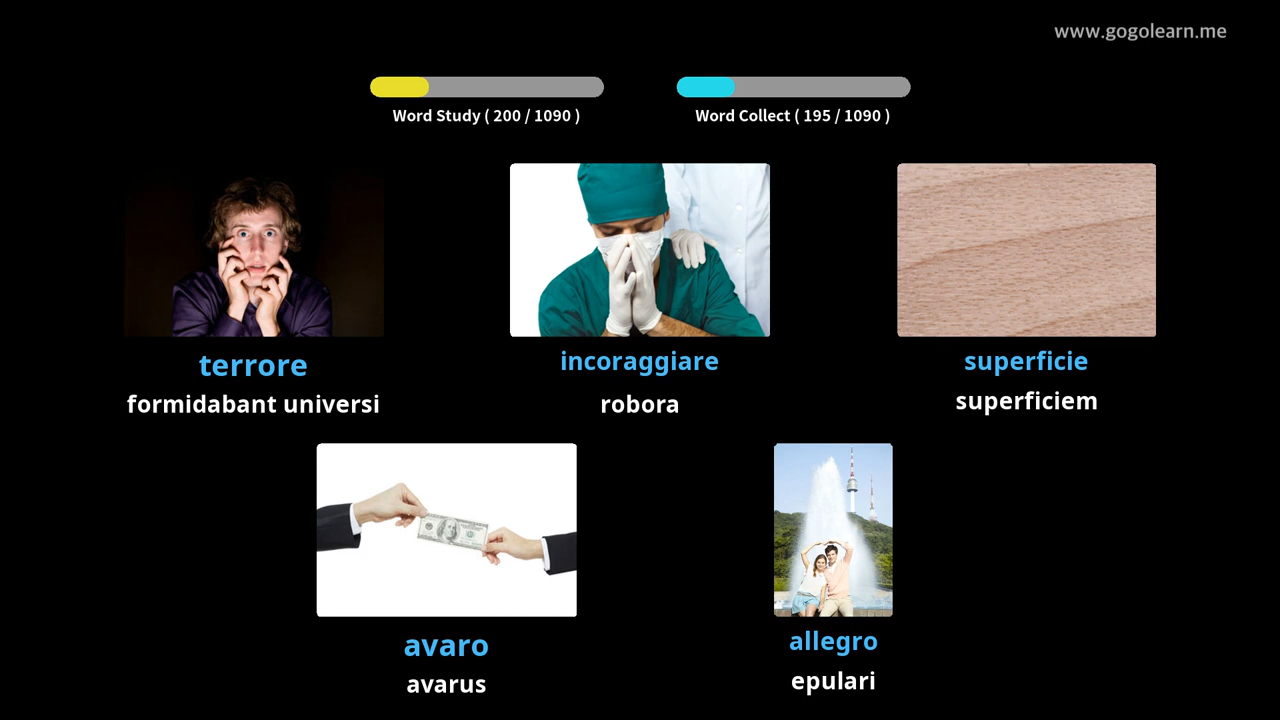 www.gogolearn.me
Word Study ( 200 / 1090 )
Word Collect ( 195 / 1090 )
terrore
formidabant universi
incoraggiare
robora
superficie
superficiem
avaro
avarus
allegro
epulari